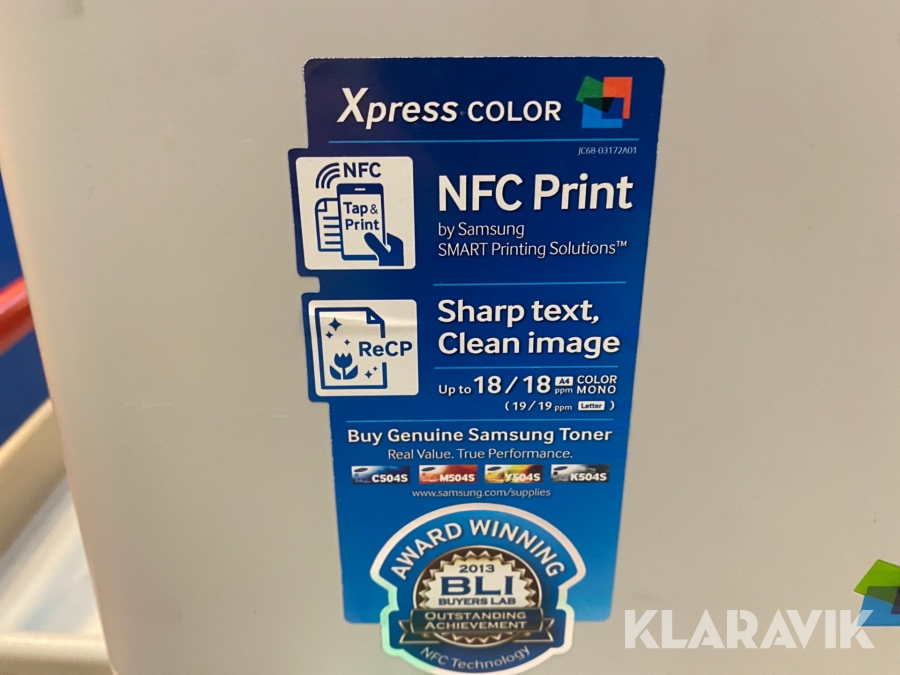 Xpress COLOR
JC68-03172A01
NFC
Tap &
Print
NFC Print
by Samsung
SMART Printing Solutions™
ReCP
Sharp text,
Clean image
Up to 18 / 18 ppm A4 COLOR MONO
( 19 / 19 ppm Letter )
Buy Genuine Samsung Toner
Real Value. True Performance.
C504S M504S Y504S K504S
www.samsung.com/supplies
AWARD WINNING
2013
BLI
BUYERS LAB
OUTSTANDING
ACHIEVEMENT
NFC Technology
KLARAVIK